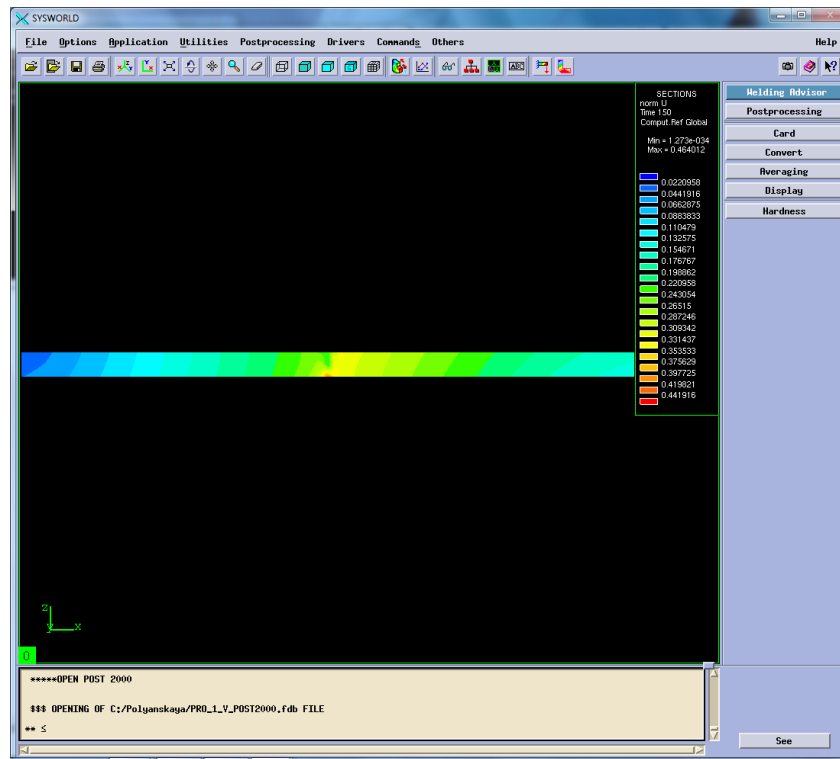 SYSWORLD
File Options Application Utilities Postprocessing Drivers Commands Others Help
ABC
SECTIONS
norm U
Time 150
Comput.Ref Global
Min = 1.273e-034
Max = 0.464012
0.0220958
0.0441916
0.0662875
0.0883833
0.110479
0.132575
0.154671
0.176767
0.198862
0.220958
0.243054
0.26515
0.287246
0.309342
0.331437
0.353533
0.375629
0.397725
0.419821
0.441916
Welding Advisor
Postprocessing
Card
Convert
Averaging
Display
Hardness
z
y x
0
*****OPEN POST 2000
$$$ OPENING OF C:/Polyanskaya/PRO_1_V_POST2000.fdb FILE
** ≤
See